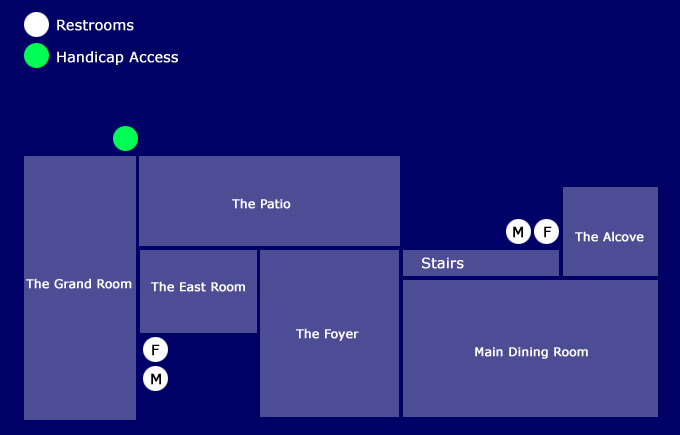 Restrooms
Handicap Access
The Patio
M F
The Alcove
Stairs
The Grand Room
The East Room
The Foyer
F
M
Main Dining Room